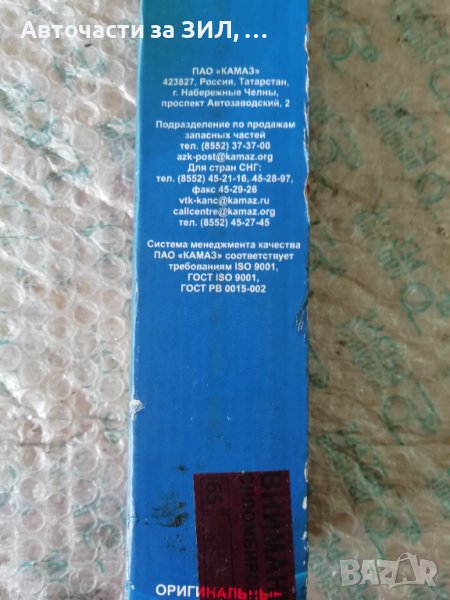 Авточасти за ЗИЛ, ...
ПАО «КАМАЗ»
423827, Россия, Татарстан,
г. Набережные Челны,
проспект Автозаводский, 2
Подразделение по продажам
запасных частей
тел. (8552) 37-37-00
azk-post@kamaz.org
Для стран СНГ:
тел. (8552) 45-21-16, 45-28-97,
факс 45-29-26
vtk-kanc@kamaz.ru
callcentre@kamaz.org
тел. (8552) 45-27-45
Система менеджмента качества
ПАО «КАМАЗ» соответствует
требованиям ISO 9001,
ГОСТ ISO 9001,
ГОСТ РВ 0015-002
ОРИГИНАЛЬНЫЕ
BAZAR